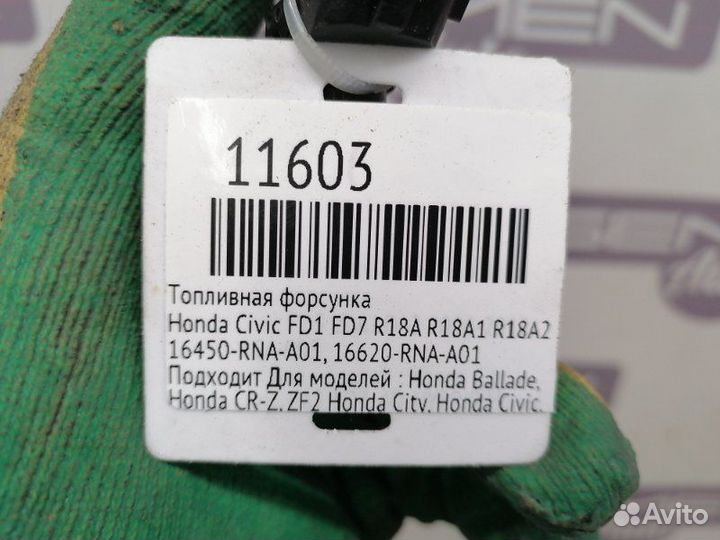 11603
Топливная форсунка
Honda Civic FD1 FD7 R18A R18A1 R18A2
16450-RNA-A01, 16620-RNA-A01
Подходит Для моделей : Honda Ballade,
Honda CR-Z, ZF2 Honda City, Honda Civic,
Avito